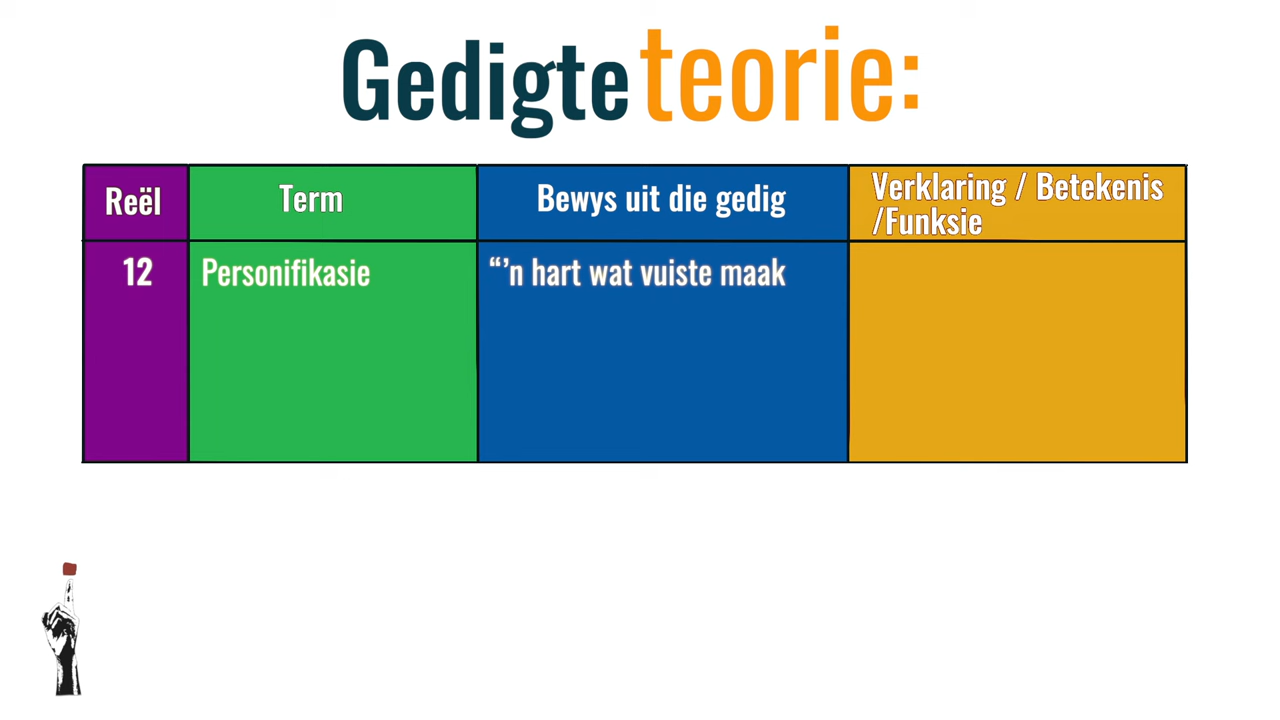 Gedigte teorie:
Reël
Term
Bewys uit die gedig
Verklaring / Betekenis
/Funksie
12
Personifikasie
“’n hart wat vuiste maak